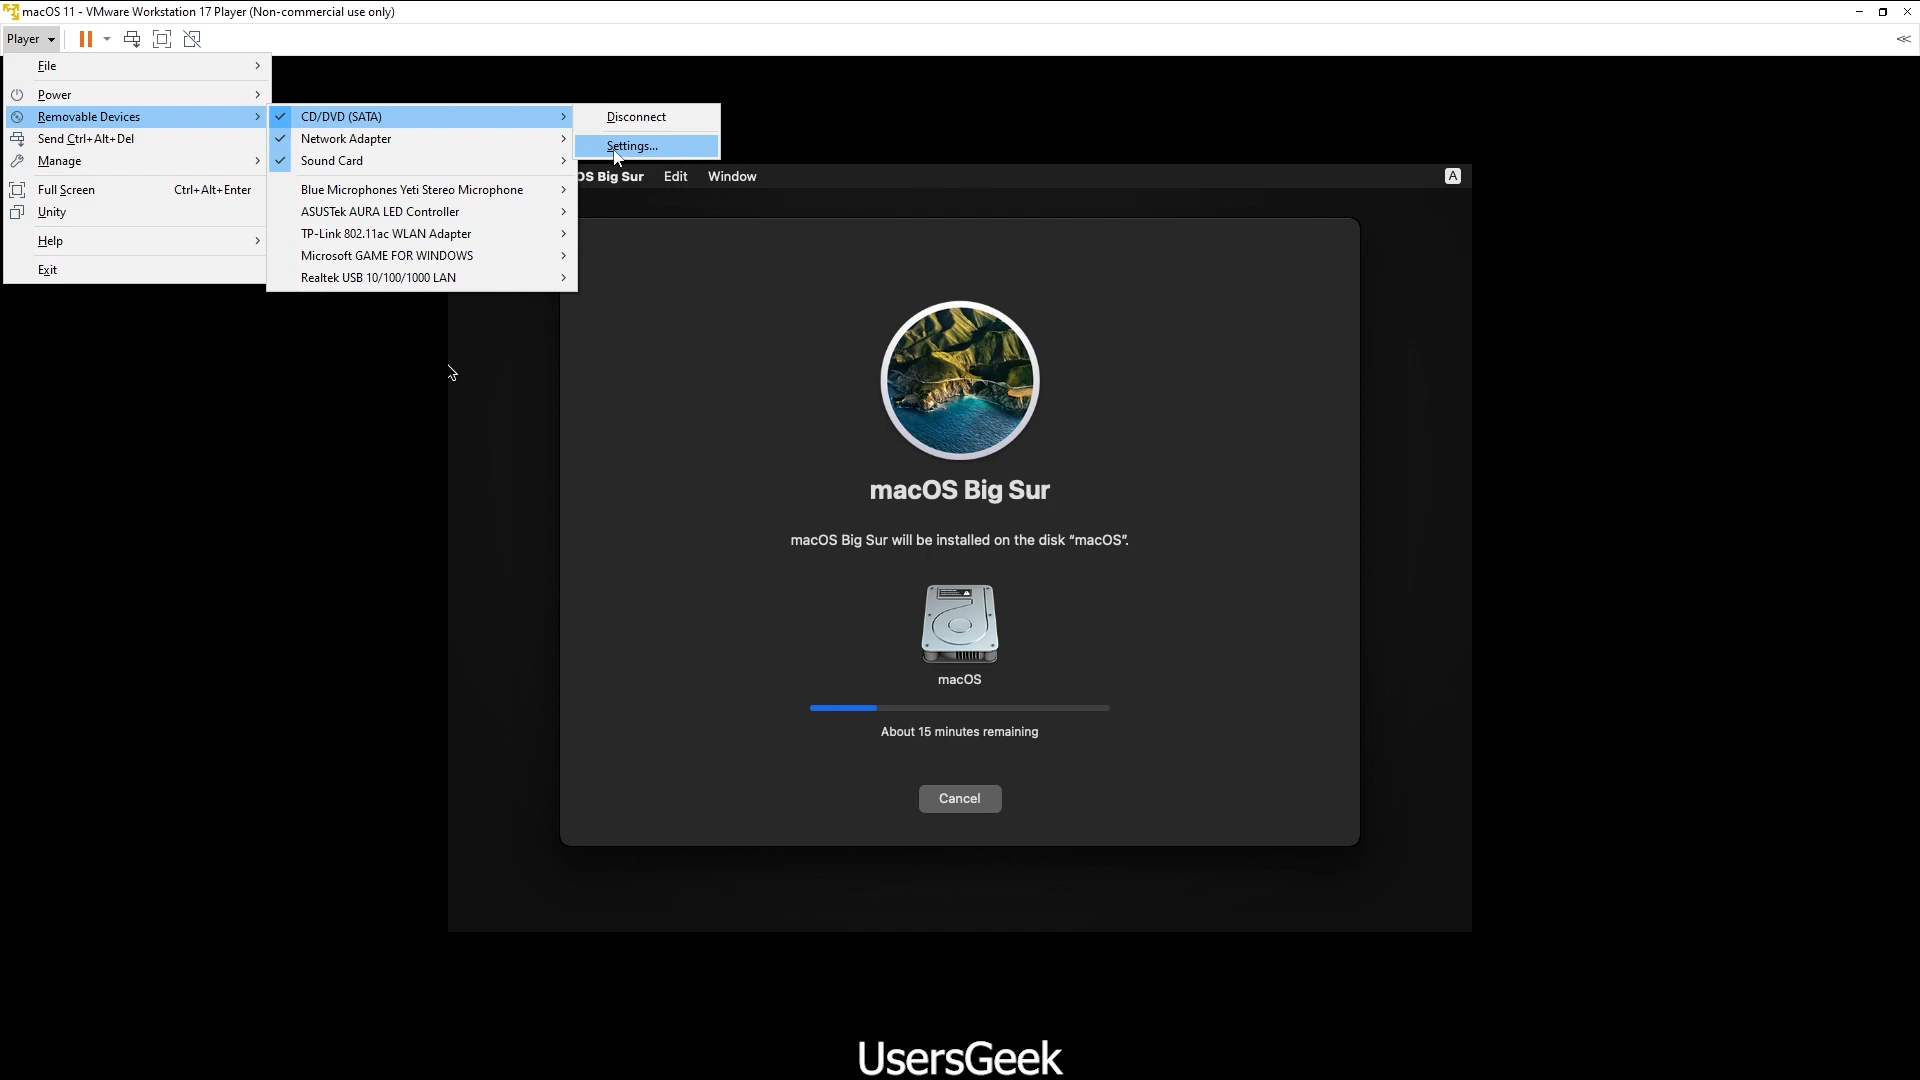 macOS 11 - VMware Workstation 17 Player (Non-commercial use only)
Player
File
Power
Removable Devices
Send Ctrl+Alt+Del
Manage
Full Screen Ctrl+Alt+Enter
Unity
Help
Exit
CD/DVD (SATA)
Network Adapter
Sound Card
Blue Microphones Yeti Stereo Microphone
ASUSTek AURA LED Controller
TP-Link 802.11ac WLAN Adapter
Microsoft GAME FOR WINDOWS
Realtek USB 10/100/1000 LAN
Disconnect
Settings...
OS Big Sur Edit Window A
macOS Big Sur
macOS Big Sur will be installed on the disk “macOS”.
macOS
About 15 minutes remaining
Cancel
UsersGeek